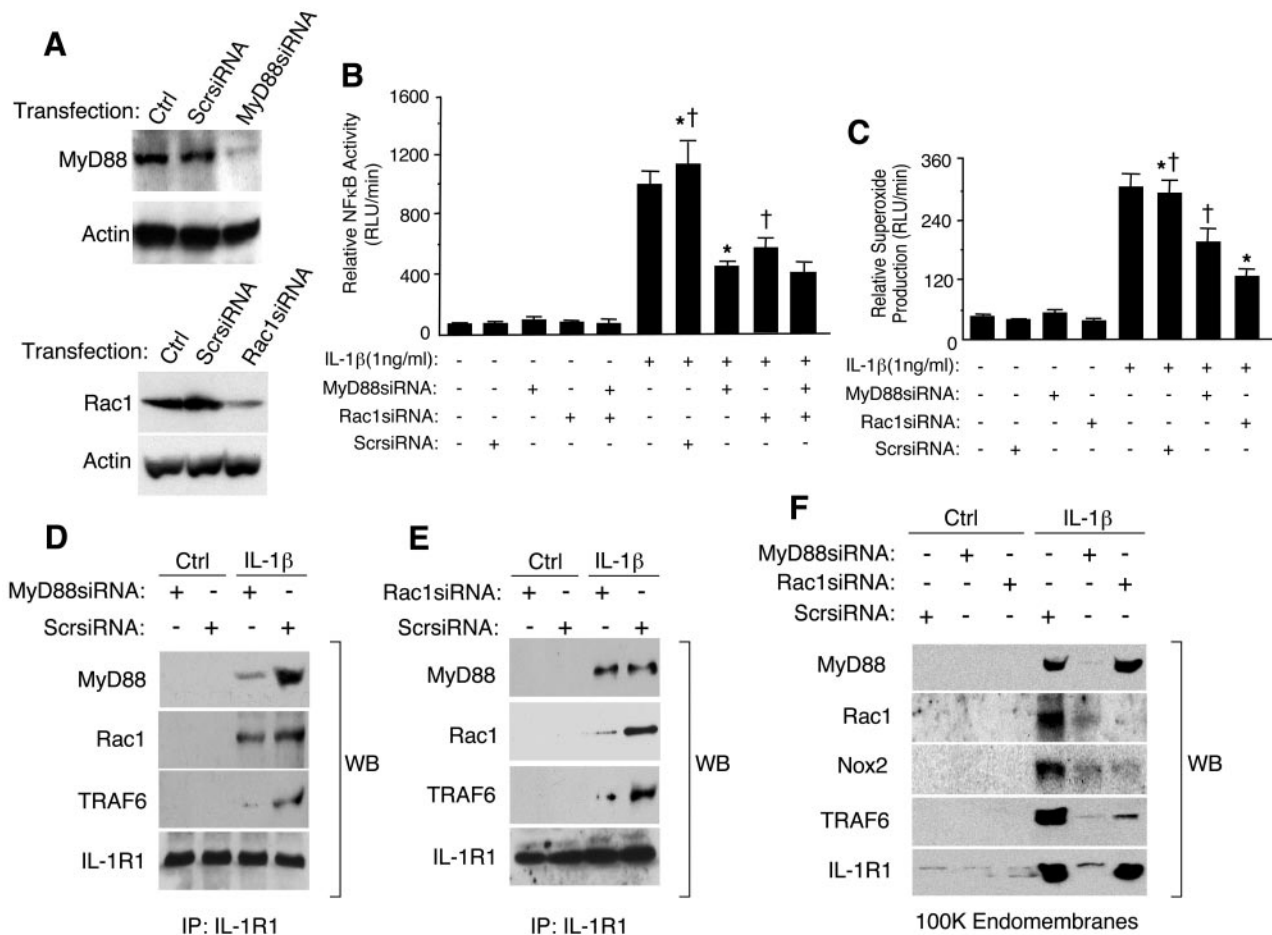 A
Transfection: Ctrl ScrsiRNA MyD88siRNA
MyD88
Actin
Transfection: Ctrl ScrsiRNA Rac1siRNA
Rac1
Actin
B
Relative NFκB Activity
(RLU/min)
1600
1200
800
400
0
*†
*
†
IL-1β(1ng/ml): - - - - - + + + + +
MyD88siRNA: - - + - + - - + - +
Rac1siRNA: - - - + + - - - + +
ScrsiRNA: - + - - - - + - - -
C
Relative Superoxide
Production (RLU/min)
360
240
120
0
*†
†
*
IL-1β(1ng/ml): - - - - + + + +
MyD88siRNA: - - + - - - + -
Rac1siRNA: - - - + - - - +
ScrsiRNA: - + - - - + - -
D
Ctrl IL-1β
MyD88siRNA: + - + -
ScrsiRNA: - + - +
MyD88
Rac1
TRAF6
IL-1R1
WB
IP: IL-1R1
E
Ctrl IL-1β
Rac1siRNA: + - + -
ScrsiRNA: - + - +
MyD88
Rac1
TRAF6
IL-1R1
WB
IP: IL-1R1
F
Ctrl IL-1β
MyD88siRNA: - + - - + -
Rac1siRNA: - - + - - +
ScrsiRNA: + - - + - -
MyD88
Rac1
Nox2
TRAF6
IL-1R1
WB
100K Endomembranes